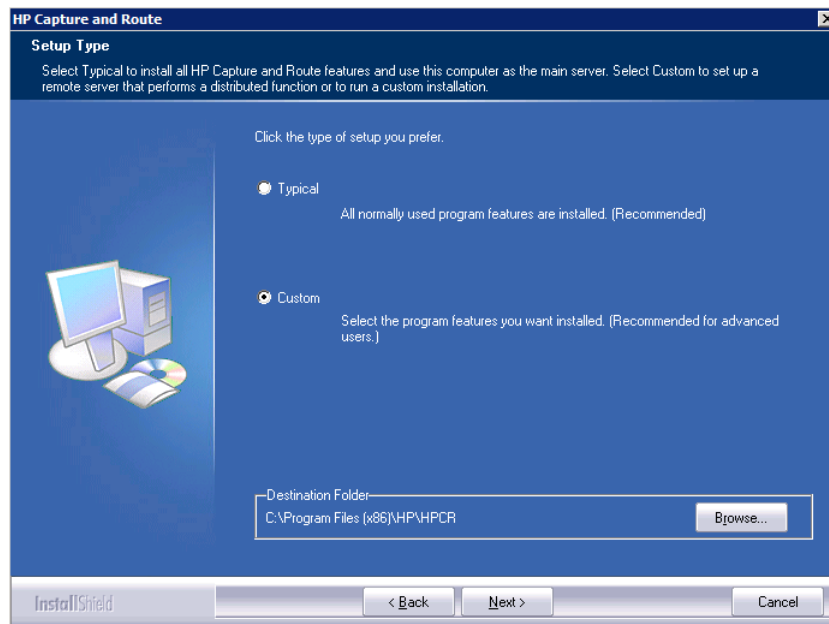 HP Capture and Route
Setup Type
Select Typical to install all HP Capture and Route features and use this computer as the main server. Select Custom to set up a
remote server that performs a distributed function or to run a custom installation.
Click the type of setup you prefer.
Typical
All normally used program features are installed. (Recommended)
Custom
Select the program features you want installed. (Recommended for advanced
users.)
Destination Folder
C:\Program Files (x86)\HP\HPCR
Browse...
InstallShield
< Back
Next >
Cancel